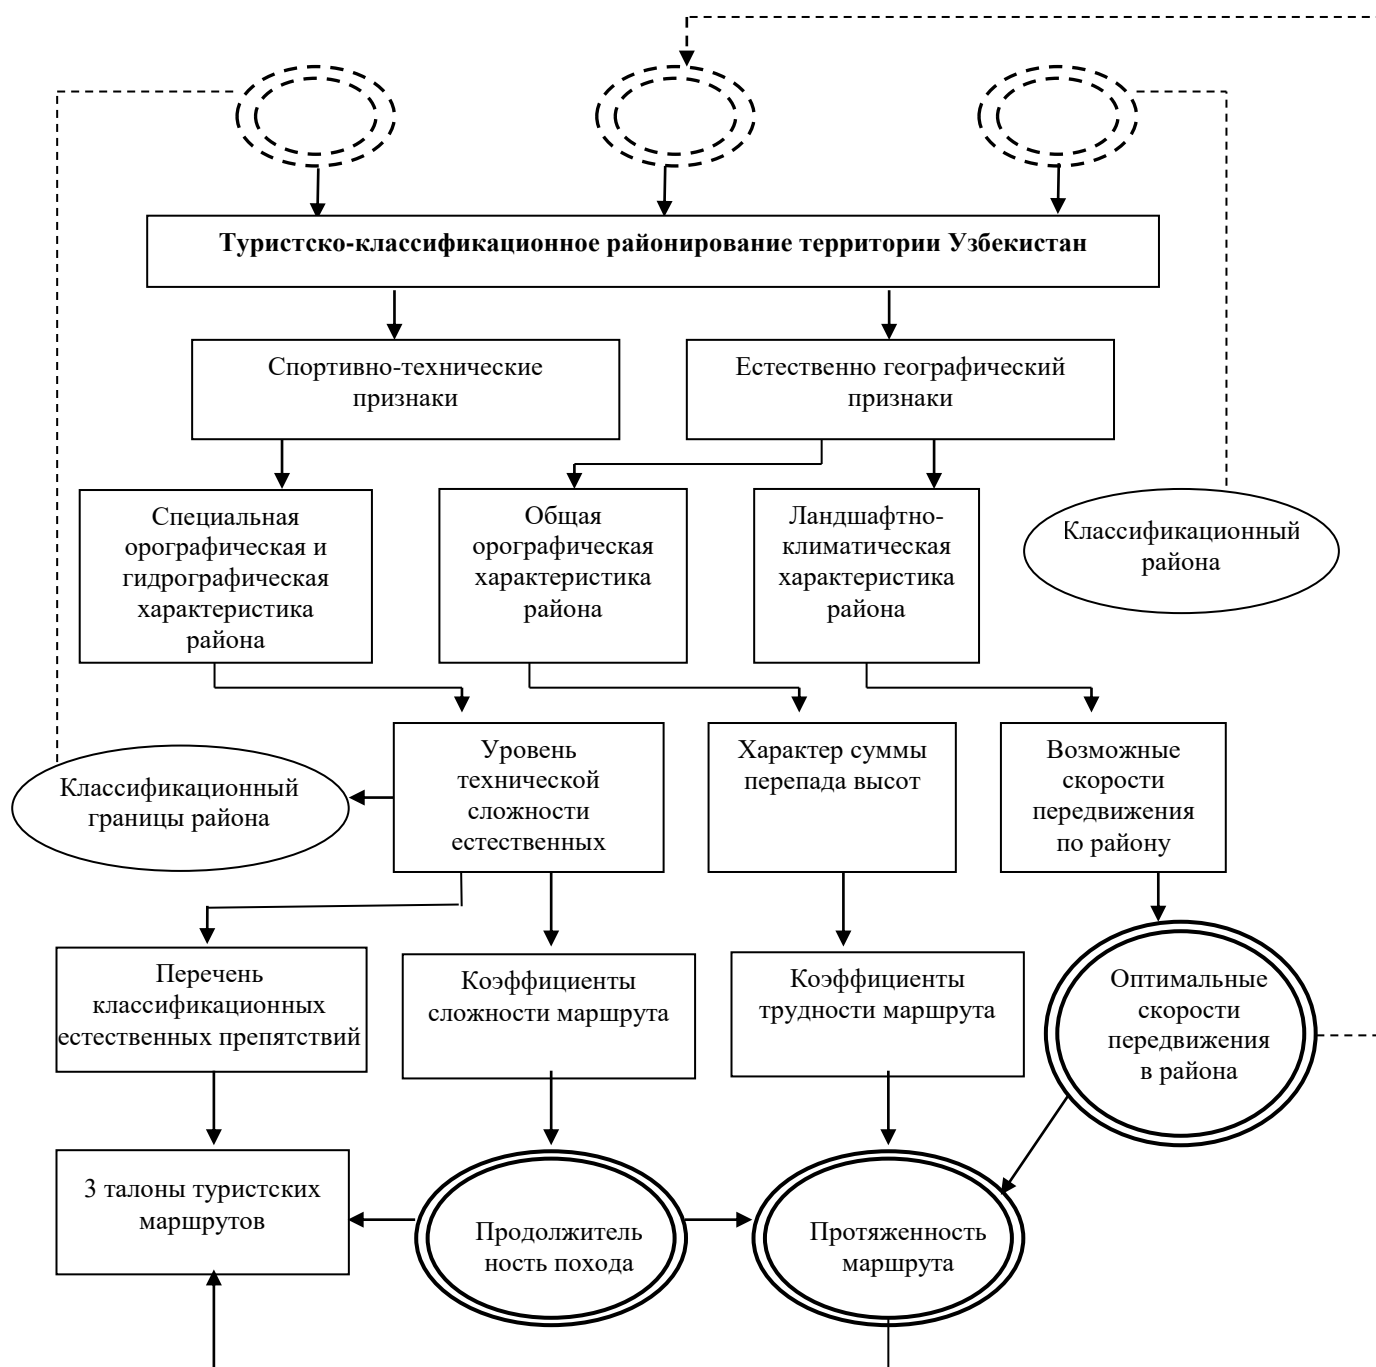 Туристско-классификационное районирование территории Узбекистан
Спортивно-технические
признаки
Естественно географический
признаки
Специальная
орографическая и
гидрографическая
характеристика
района
Общая
орографическая
характеристика
района
Ландшафтно-
климатическая
характеристика
района
Классификационный
района
Классификационный
границы района
Уровень
технической
сложности
естественных
Характер суммы
перепада высот
Возможные
скорости
передвижения
по району
Перечень
классификационных
естественных препятствий
Коэффициенты
сложности маршрута
Коэффициенты
трудности маршрута
Оптимальные
скорости
передвижения
в района
3 талоны туристских
маршрутов
Продолжитель
ность похода
Протяженность
маршрута